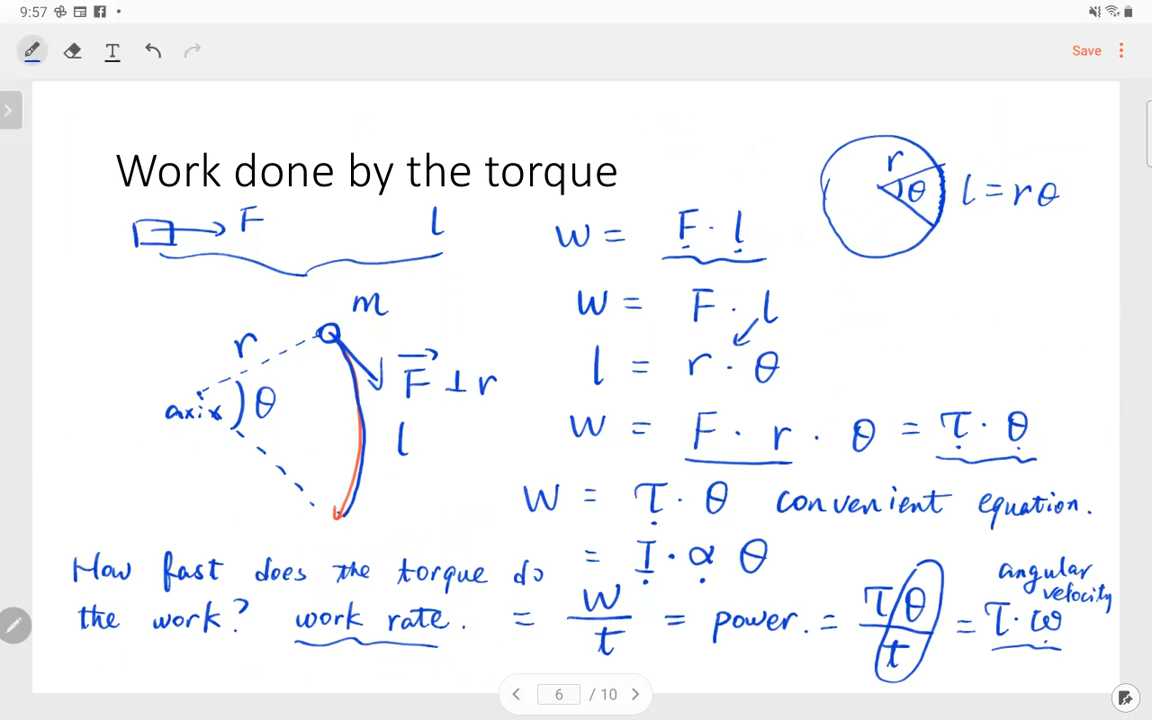 9:57
Save
Work done by the torque
r
θ
l = rθ
F
l
W = F · l
m
W = F · l
r
F ⊥ r
l = r · θ
axis
θ
l
W = F · r · θ = τ · θ
W = τ · θ convenient equation.
= I · α θ
How fast does the torque do
the work? work rate. = W/t = power. = τθ/t = τ · ω
angular
velocity
6 / 10